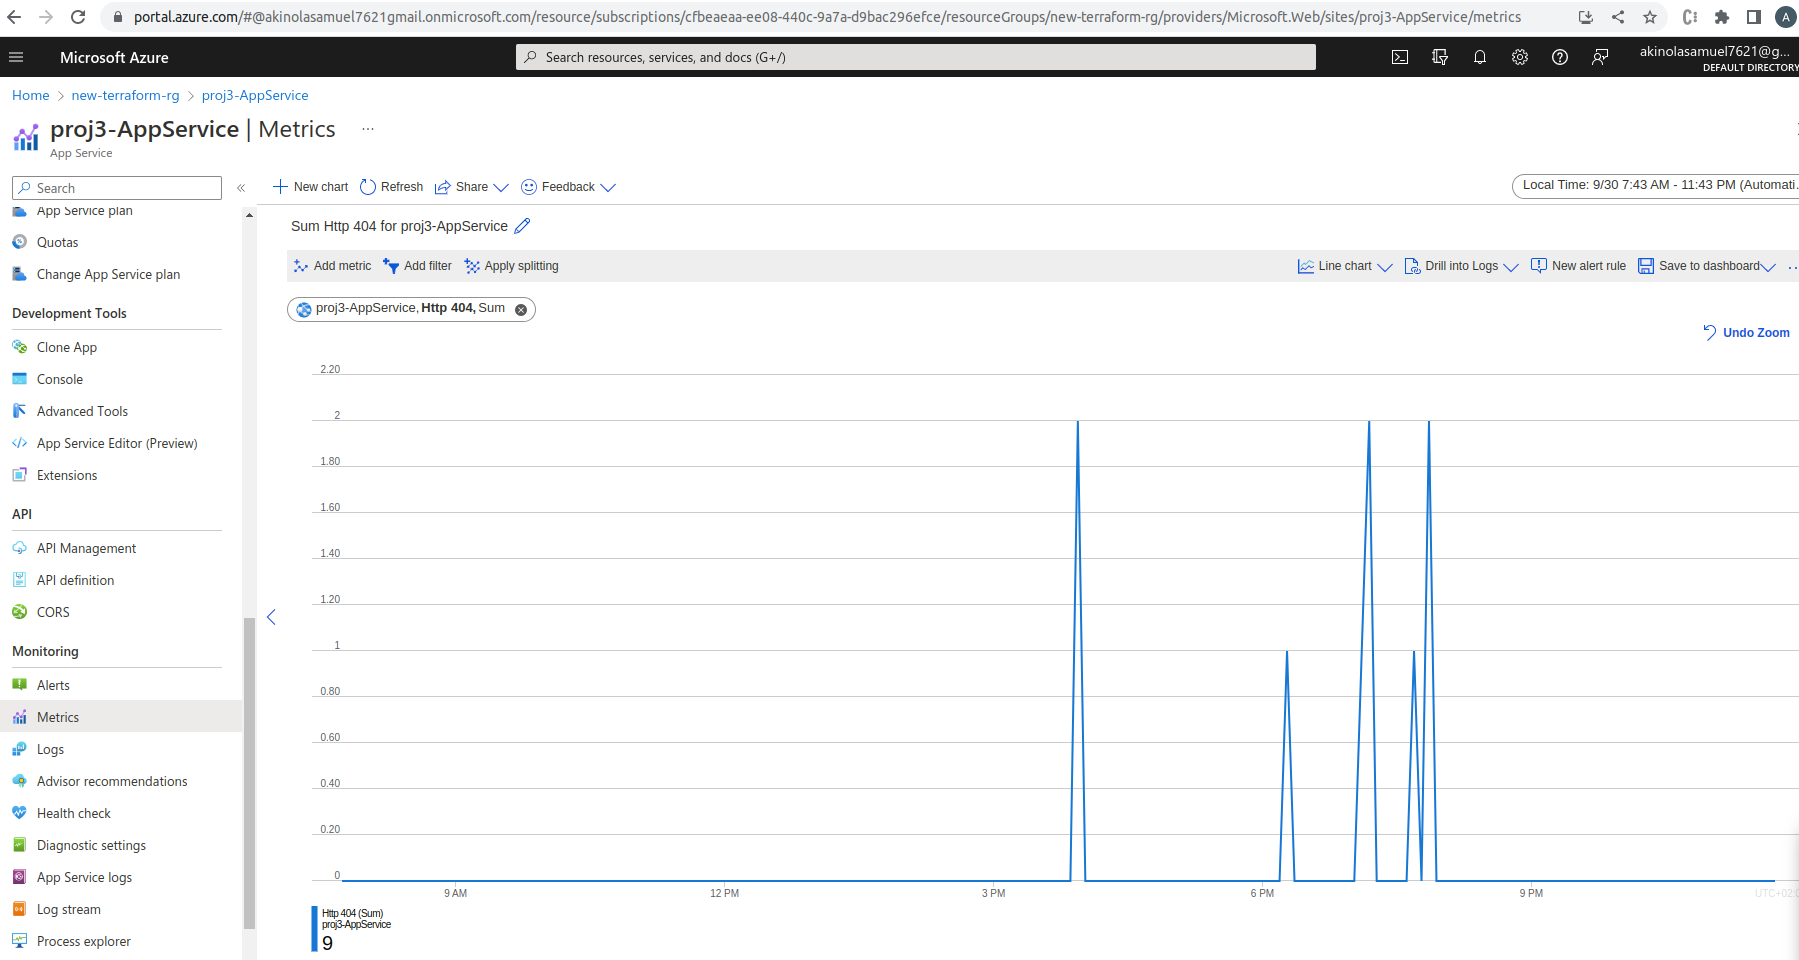 portal.azure.com/#@akinolasamuel7621gmail.onmicrosoft.com/resource/subscriptions/cfbeaeaa-ee08-440c-9a7a-d9bac296efce/resourceGroups/new-terraform-rg/providers/Microsoft.Web/sites/proj3-AppService/metrics
A
Microsoft Azure
Search resources, services, and docs (G+/)
akinolasamuel7621@g...
DEFAULT DIRECTORY
Home > new-terraform-rg > proj3-AppService
proj3-AppService | Metrics ...
App Service
Search «
New chart Refresh Share Feedback
Local Time: 9/30 7:43 AM - 11:43 PM (Automati...
App Service plan
Quotas
Change App Service plan
Development Tools
Clone App
Console
Advanced Tools
App Service Editor (Preview)
Extensions
API
API Management
API definition
CORS
Monitoring
Alerts
Metrics
Logs
Advisor recommendations
Health check
Diagnostic settings
App Service logs
Log stream
Process explorer
Sum Http 404 for proj3-AppService
Add metric Add filter Apply splitting
Line chart Drill into Logs New alert rule Save to dashboard
proj3-AppService, Http 404, Sum
Undo Zoom
2.20
2
1.80
1.60
1.40
1.20
1
0.80
0.60
0.40
0.20
0
9 AM 12 PM 3 PM 6 PM 9 PM
Http 404 (Sum)
proj3-AppService
9